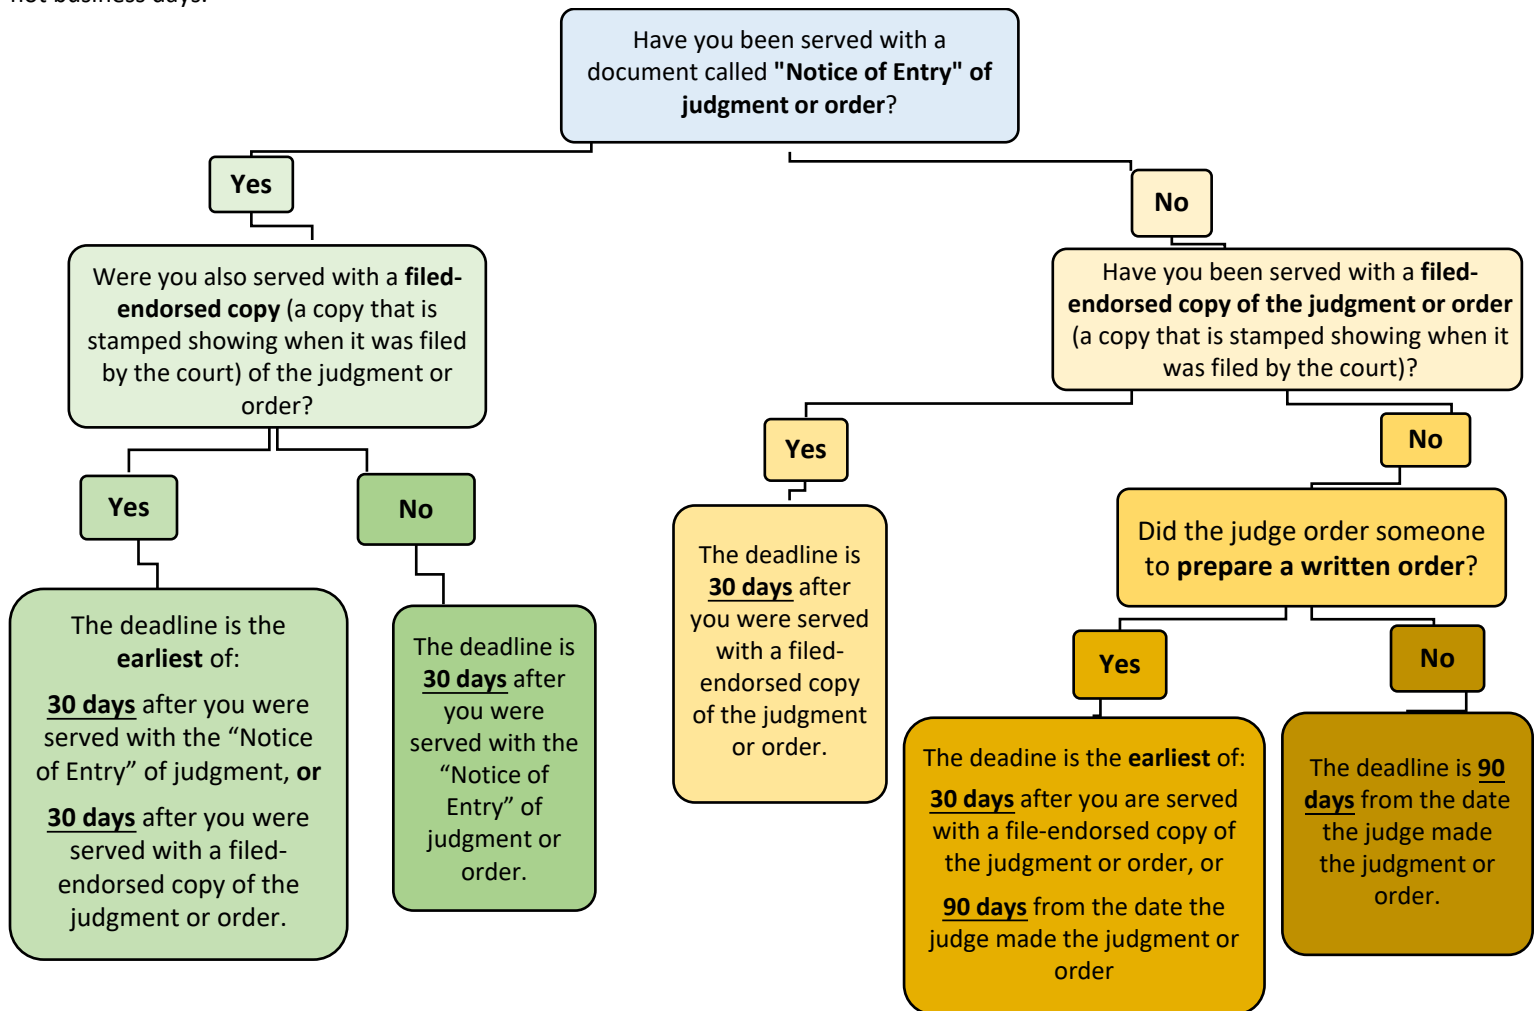 not business days.
Have you been served with a
document called "Notice of Entry" of
judgment or order?
Yes
No
Were you also served with a filed-
endorsed copy (a copy that is
stamped showing when it was filed
by the court) of the judgment or
order?
Have you been served with a filed-
endorsed copy of the judgment or order
(a copy that is stamped showing when it
was filed by the court)?
Yes
No
Yes
No
The deadline is the
earliest of:
30 days after you were
served with the “Notice
of Entry” of judgment, or
30 days after you were
served with a filed-
endorsed copy of the
judgment or order.
The deadline is
30 days after
you were
served with the
“Notice of
Entry” of
judgment or
order.
The deadline is
30 days after
you were served
with a filed-
endorsed copy
of the judgment
or order.
Did the judge order someone
to prepare a written order?
Yes
No
The deadine is the earliest of:
30 days after you are served
with a file-endorsed copy of
the judgment or order, or
90 days from the date the
judge made the judgment or
order
The deadline is 90
days from the date
the judge made
the judgment or
order.